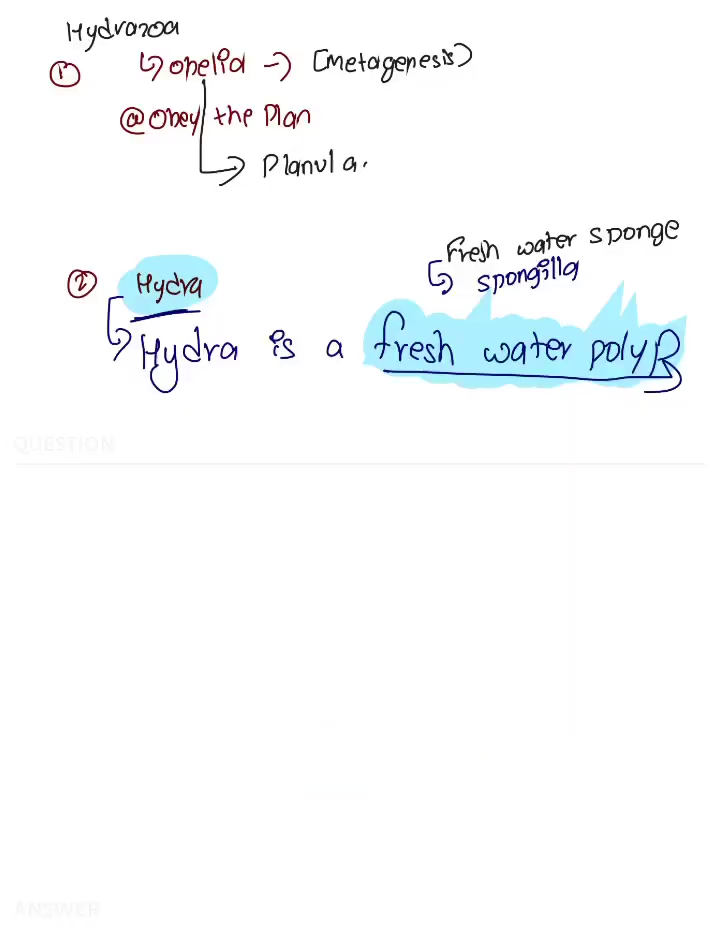 Hydrozoa
① ↳ obelia → (metagenesis)
@ obey the Plan
→ Planula.
Fresh water sponge
↳ spongilla
② Hydra
↳ Hydra is a fresh water polyp
QUESTION
ANSWER